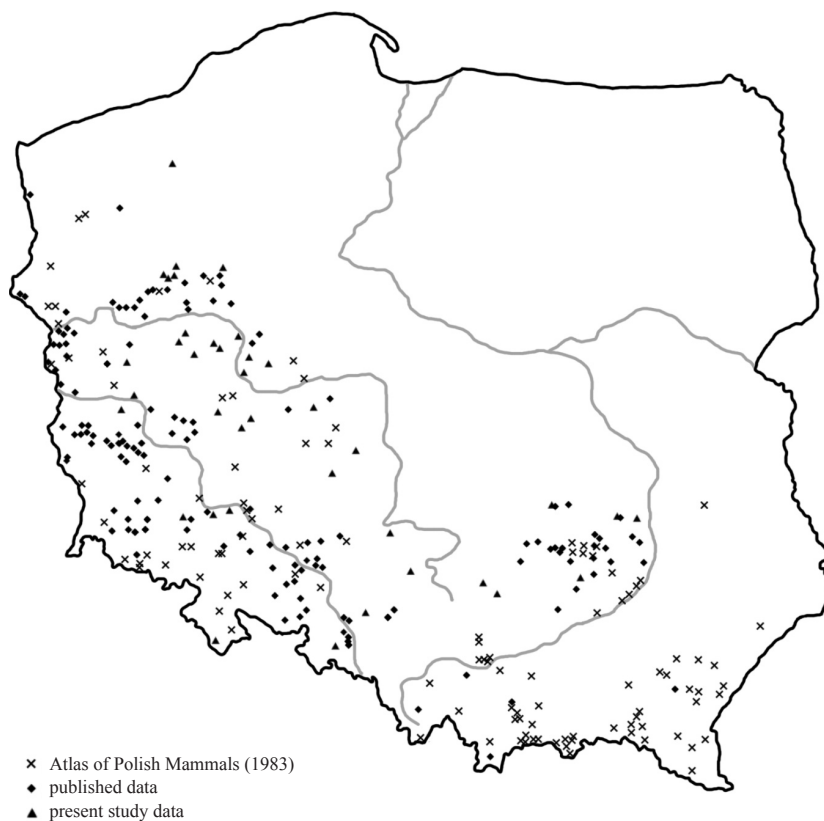 Atlas of Polish Mammals (1983)
published data
present study data